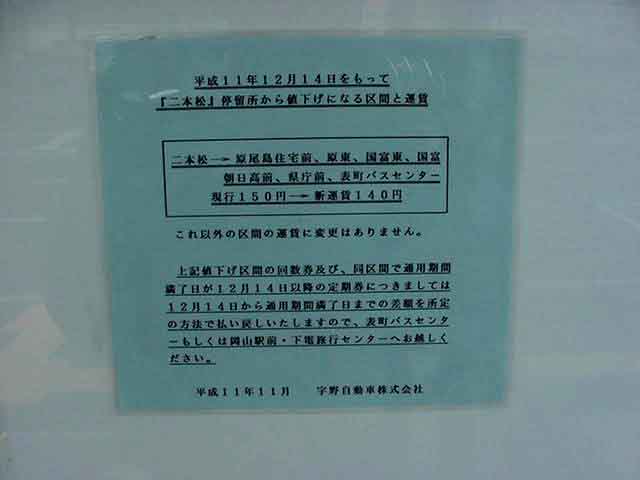 平成11年12月14日をもって
『二本松』停留所から値下げになる区間と運賃
二本松→原尾島住宅前、原東、国富東、国富
朝日高前、県庁前、表町バスセンター
現行150円→新運賃140円
これ以外の区間の運賃に変更はありません。
上記値下げ区間の回数券及び、同区間で通用期間
満了日が12月14日以降の定期券につきましては
12月14日から通用期間満了日までの差額を所定
の方法で払い戻しいたしますので、表町バスセンタ
ーもしくは岡山駅前・下電旅行センターへお越しく
ださい。
平成11年11月 宇野自動車株式会社